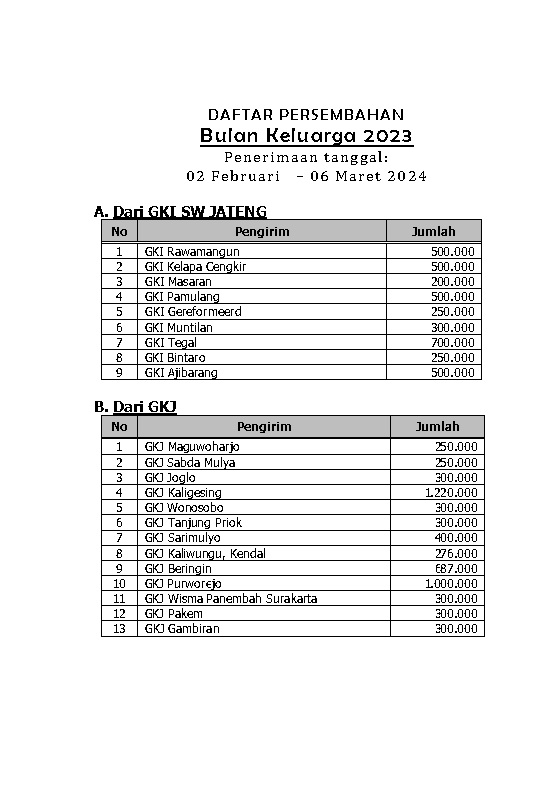 DAFTAR PERSEMBAHAN
Bulan Keluarga 2023
Penerimaan tanggal:
02 Februari – 06 Maret 2024
A. Dari GKI SW JATENG
No Pengirim Jumlah
1 GKI Rawamangun 500.000
2 GKI Kelapa Cengkir 500.000
3 GKI Masaran 200.000
4 GKI Pamulang 500.000
5 GKI Gereformeerd 250.000
6 GKI Muntilan 300.000
7 GKI Tegal 700.000
8 GKI Bintaro 250.000
9 GKI Ajibarang 500.000
B. Dari GKJ
No Pengirim Jumlah
1 GKJ Maguwoharjo 250.000
2 GKJ Sabda Mulya 250.000
3 GKJ Joglo 300.000
4 GKJ Kaligesing 1.220.000
5 GKJ Wonosobo 300.000
6 GKJ Tanjung Priok 300.000
7 GKJ Sarimulyo 400.000
8 GKJ Kaliwungu, Kendal 276.000
9 GKJ Beringin 687.000
10 GKJ Purworejo 1.000.000
11 GKJ Wisma Panembah Surakarta 300.000
12 GKJ Pakem 300.000
13 GKJ Gambiran 300.000